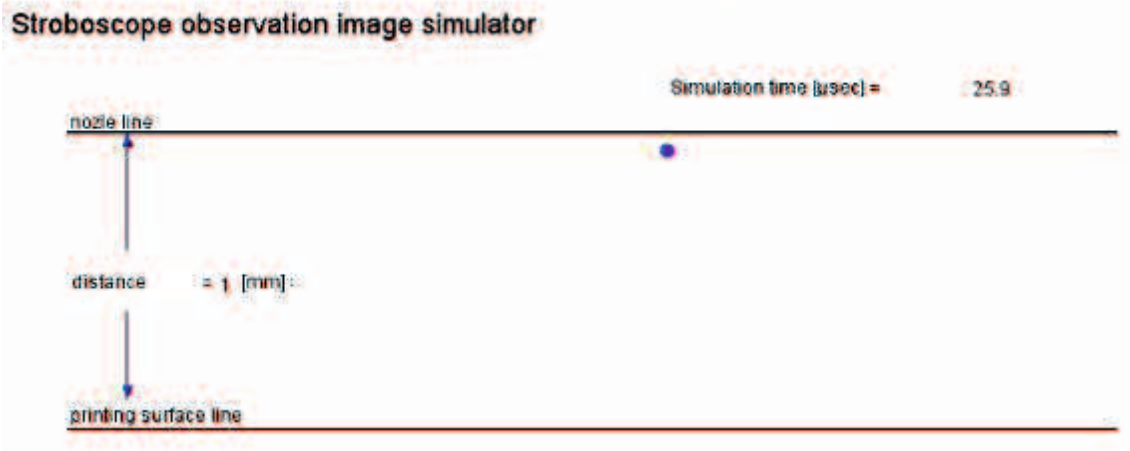 Stroboscope observation image simulator
Simulation time [μsec] = 25.9
nozle line
distance = 1 [mm]
printing surface line